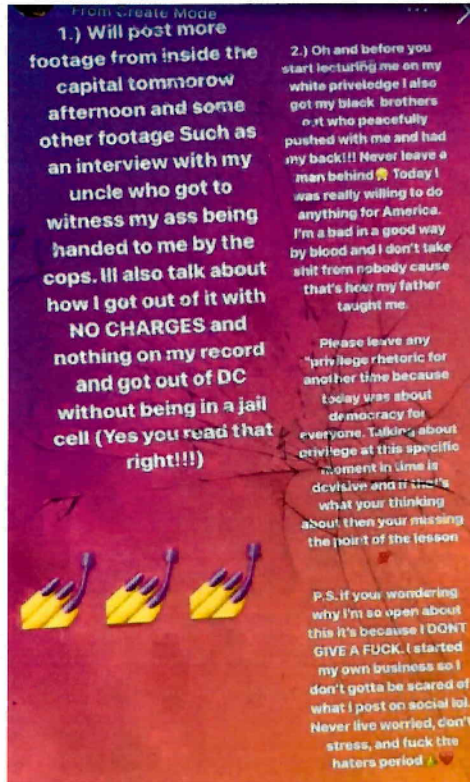 From Create Mode
1.) Will post more
footage from inside the
capital tommorow
afternoon and some
other footage Such as
an interview with my
uncle who got to
witness my ass being
handed to me by the
cops. Ill also talk about
how I got out of it with
NO CHARGES and
nothing on my record
and got out of DC
without being in a jail
cell (Yes you read that
right!!!)
2.) Oh and before you
start lecturing me on my
white priveledge I also
got my black brothers
out who peacefully
pushed with me and had
my back!!! Never leave a
man behind Today I
was really willing to do
anything for America.
I'm a bad in a good way
by blood and I don't take
shit from nobody cause
that's how my father
taught me.
Please leave any
"privilege rhetoric for
another time because
today was about
democracy for
everyone. Talking about
privilege at this specific
moment in time is
devisive and if that's
what your thinking
about then your missing
the point of the lesson
P.S. if your wondering
why I'm so open about
this it's because I DONT
GIVE A FUCK. I started
my own business so I
don't gotta be scared of
what I post on social lol.
Never live worried, don't
stress, and fuck the
haters period